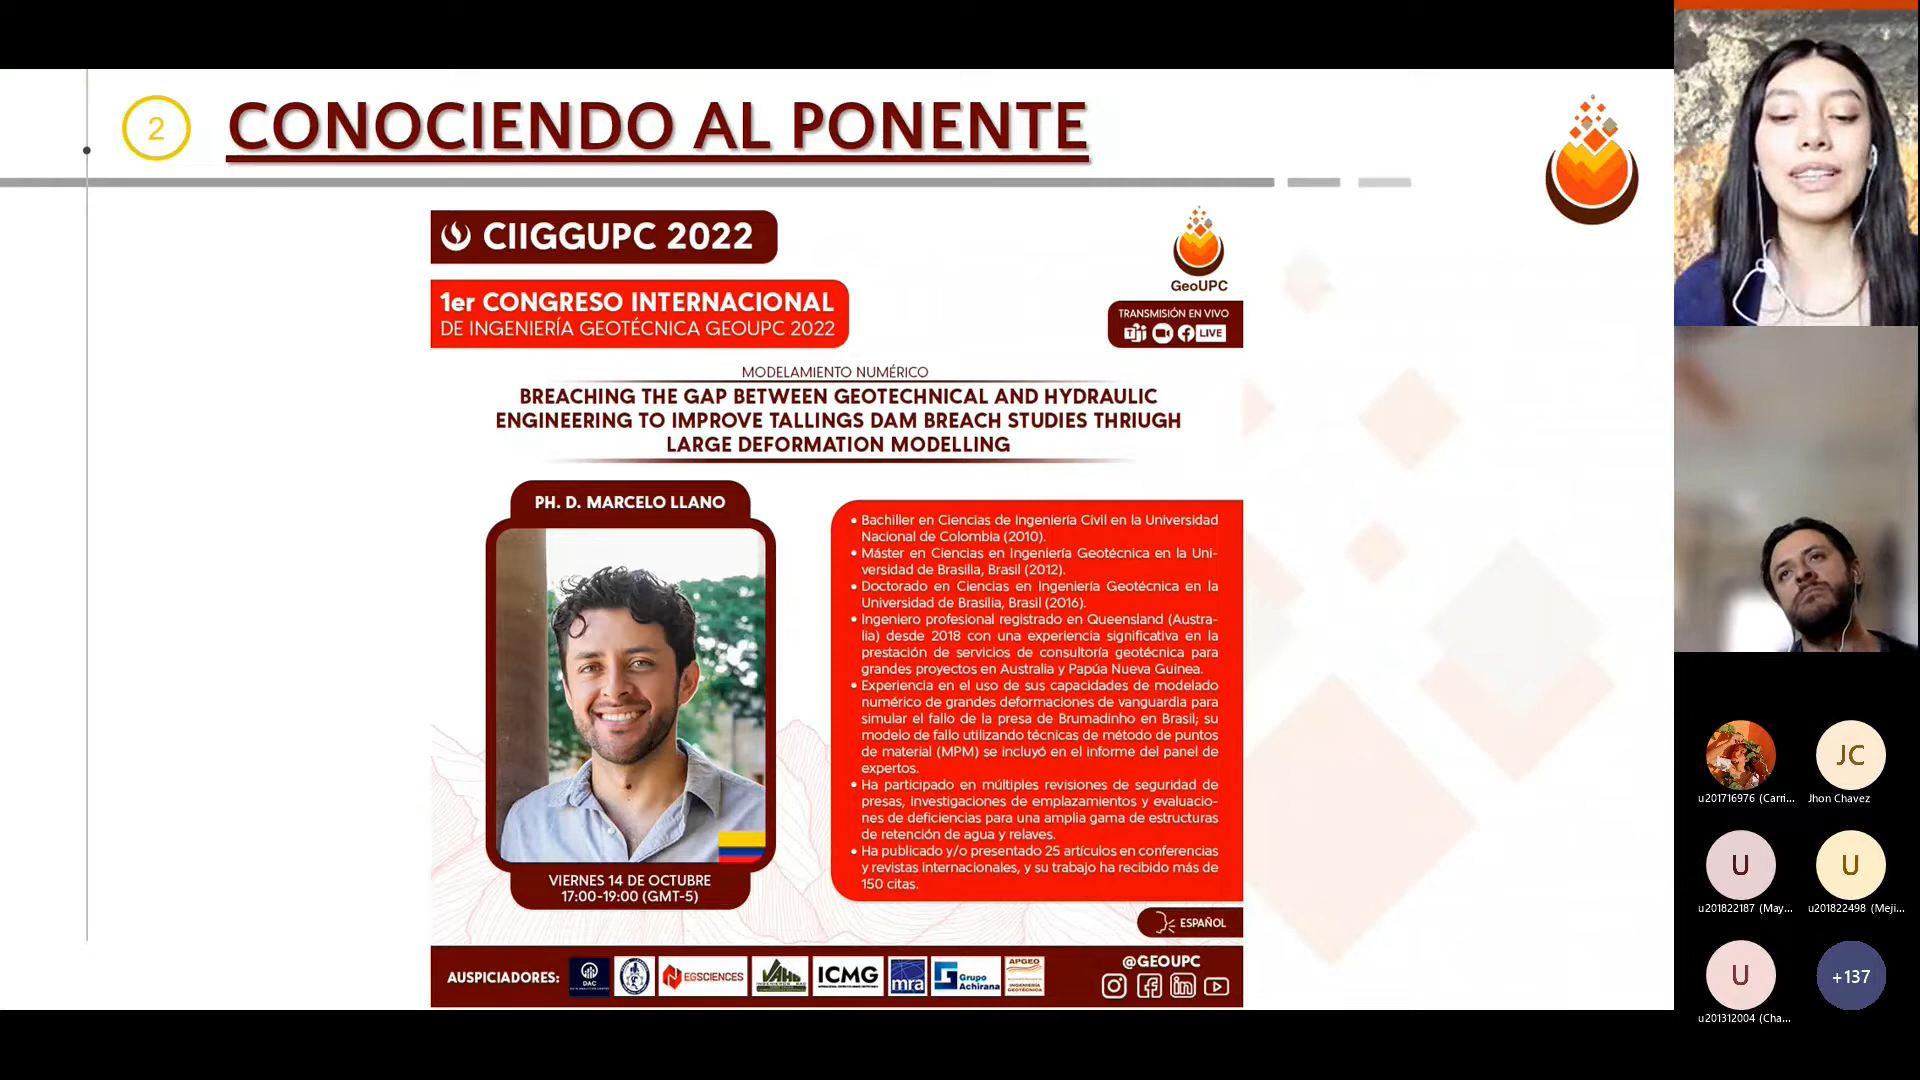 2
CONOCIENDO AL PONENTE
CIIGGUPC 2022
1er CONGRESO INTERNACIONAL
DE INGENIERÍA GEOTÉCNICA GEOUPC 2022
GeoUPC
TRANSMISIÓN EN VIVO
LIVE
MODELAMIENTO NUMÉRICO
BREACHING THE GAP BETWEEN GEOTECHNICAL AND HYDRAULIC
ENGINEERING TO IMPROVE TALLINGS DAM BREACH STUDIES THRIUGH
LARGE DEFORMATION MODELLING
PH. D. MARCELO LLANO
VIERNES 14 DE OCTUBRE
17:00-19:00 (GMT-5)
• Bachiller en Ciencias de Ingeniería Civil en la Universidad
Nacional de Colombia (2010).
• Máster en Ciencias en Ingeniería Geotécnica en la Uni-
versidad de Brasilia, Brasil (2012).
• Doctorado en Ciencias en Ingeniería Geotécnica en la
Universidad de Brasilia, Brasil (2016).
• Ingeniero profesional registrado en Queensland (Austra-
lia) desde 2018 con una experiencia significativa en la
prestación de servicios de consultoría geotécnica para
grandes proyectos en Australia y Papúa Nueva Guinea.
• Experiencia en el uso de sus capacidades de modelado
numérico de grandes deformaciones de vanguardia para
simular el fallo de la presa de Brumadinho en Brasil; su
modelo de fallo utilizando técnicas de método de puntos
de material (MPM) se incluyó en el informe del panel de
expertos.
• Ha participado en múltiples revisiones de seguridad de
presas, investigaciones de emplazamientos y evaluacio-
nes de deficiencias para una amplia gama de estructuras
de retención de agua y relaves.
• Ha publicado y/o presentado 25 artículos en conferencias
y revistas internacionales, y su trabajo ha recibido más de
150 citas.
ESPAÑOL
AUSPICIADORES:
DAC
EGSCIENCES
ICMG
mra
Grupo
Achirana
APGEO
INGENIERÍA
GEOTÉCNICA
@GEOUPC
JC
u201716976 (Carri...
Jhon Chavez
U
U
u201822187 (May...
u201822498 (Meji...
U
+137
u201312004 (Cha...